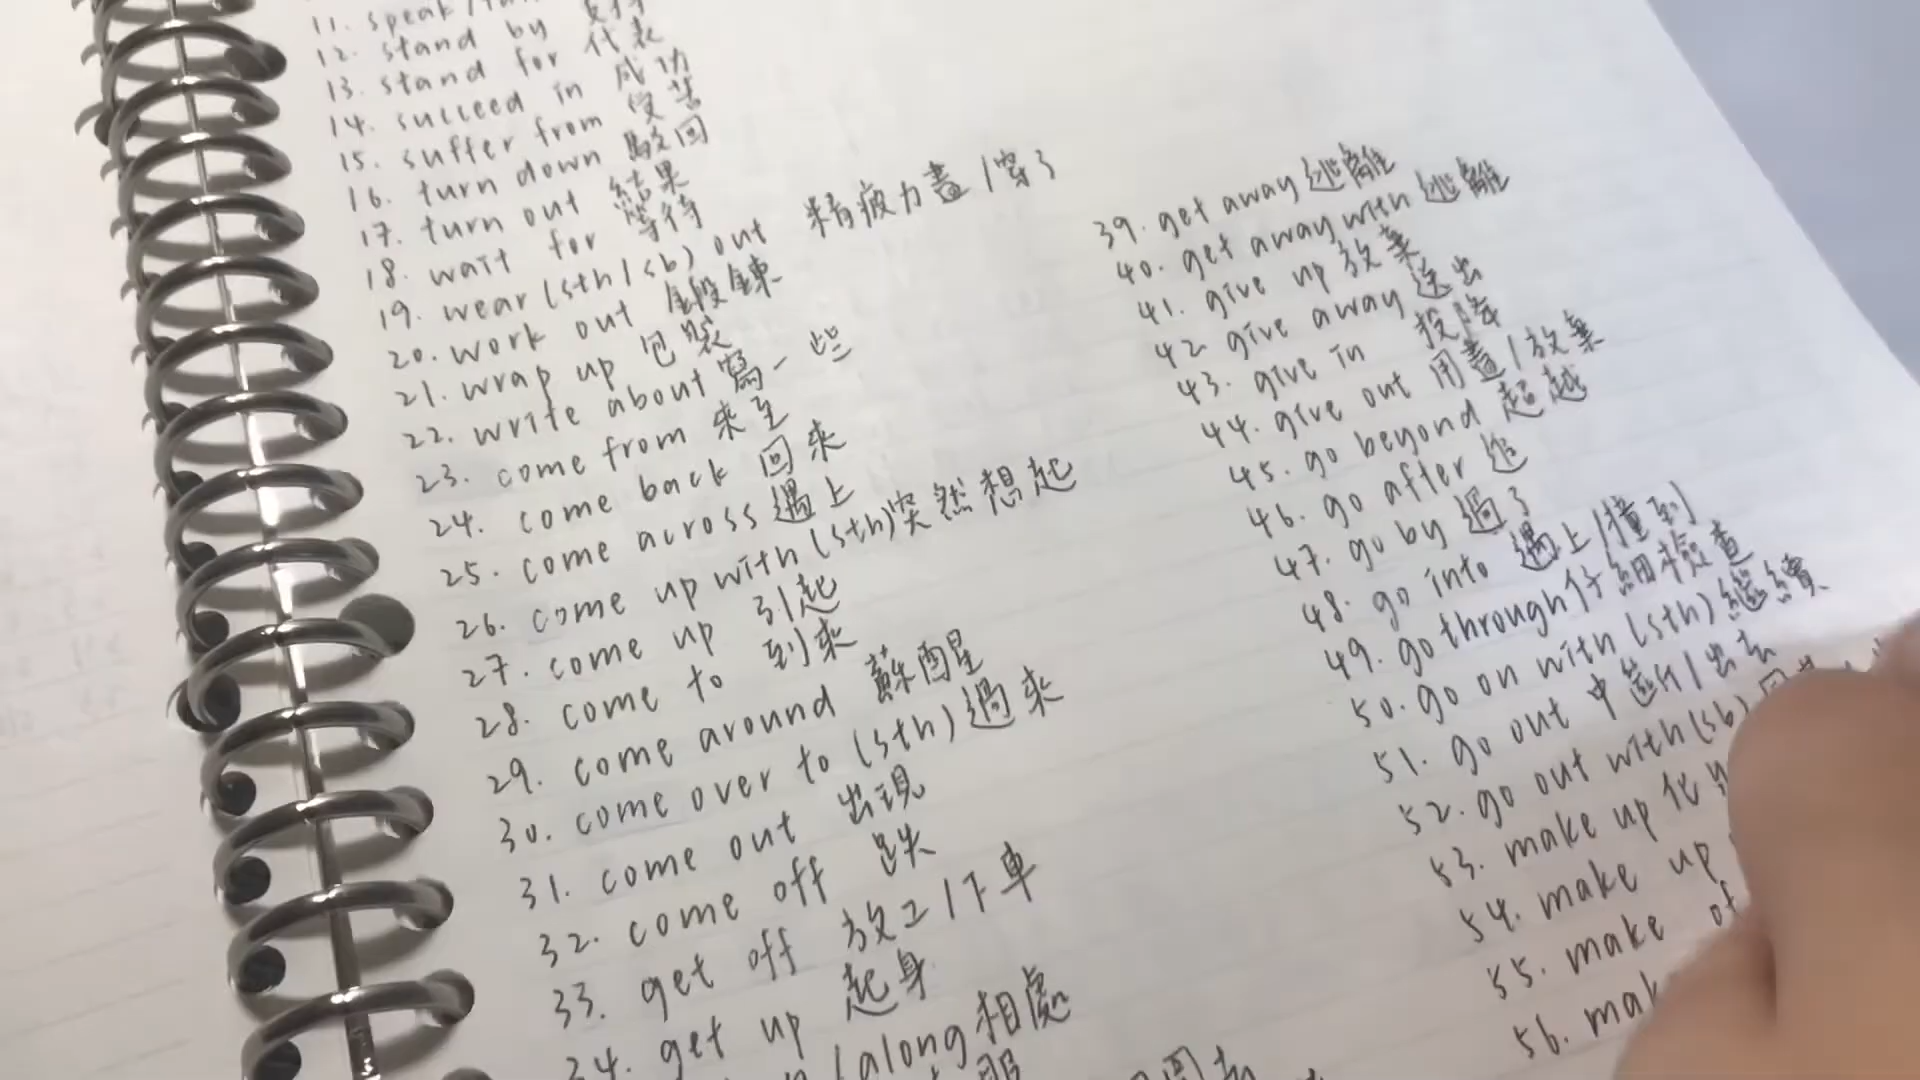 11. speak
12. stand by 支持
13. stand for 代表
14. succeed in 成功
15. suffer from 受苦
16. turn down 駁回
17. turn out 結果
18. wait for 等待
19. wear (sth/sb) out 精疲力盡/穿了
20. work out 鍛鍊
21. wrap up 包裝
22. write about 寫一些
23. come from 來至
24. come back 回來
25. come across 遇上
26. come up with (sth) 突然想起
27. come up 引起
28. come to 到來
29. come around 蘇醒
30. come over to (sth) 過來
31. come out 出現
32. come off 跌
33. get off 放工/下車
34. get up 起身
along 相處
39. get away 逃離
40. get away with 逃離
41. give up 放棄
42. give away 送出
43. give in 投降
44. give out 用盡/放棄
45. go beyond 超越
46. go after 追
47. go by 過了
48. go into 遇上/撞到
49. go through 仔細檢查
50. go on with (sth) 繼續
51. go out 中斷/出去
52. go out with (sb)
53. make up 化
54. make up
55. make of
56. mak